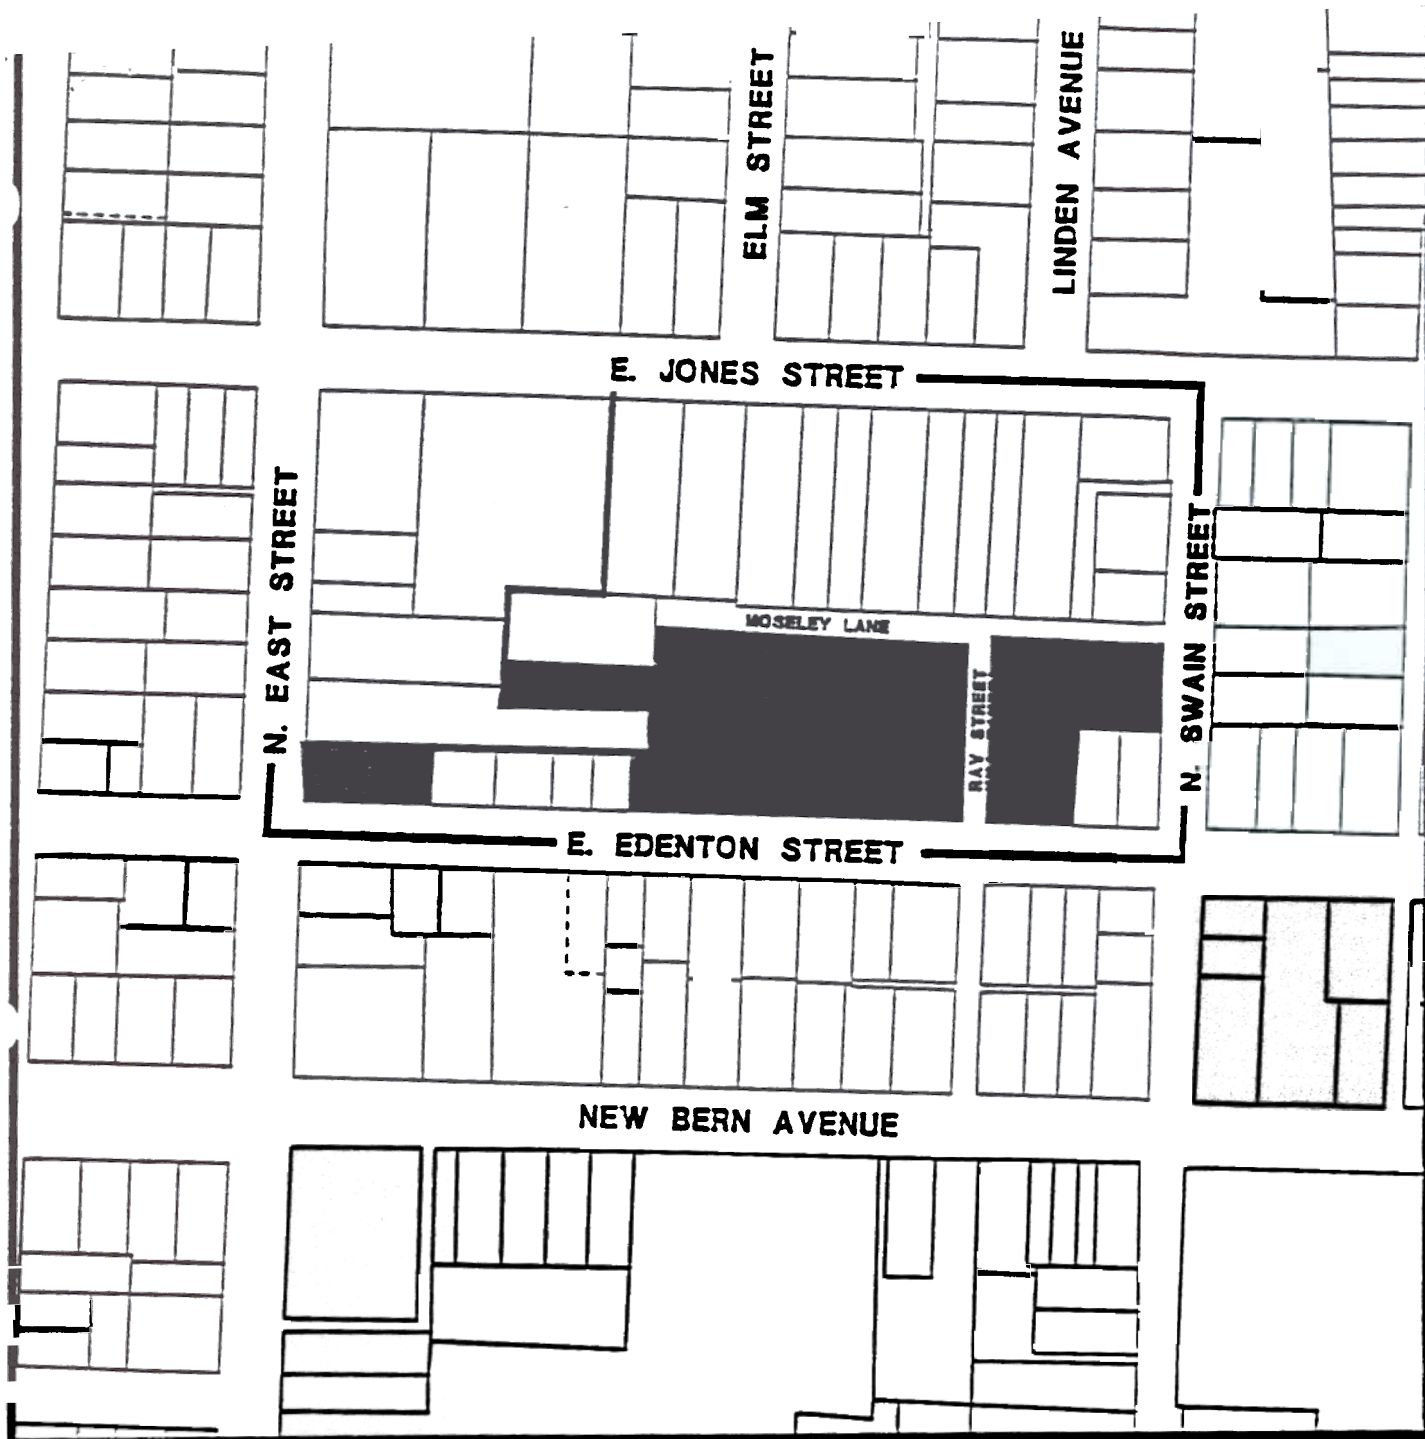 ELM STREET
LINDEN AVENUE
E. JONES STREET
N. EAST STREET
MOSELEY LANE
RAY STREET
N. SWAIN STREET
E. EDENTON STREET
NEW BERN AVENUE